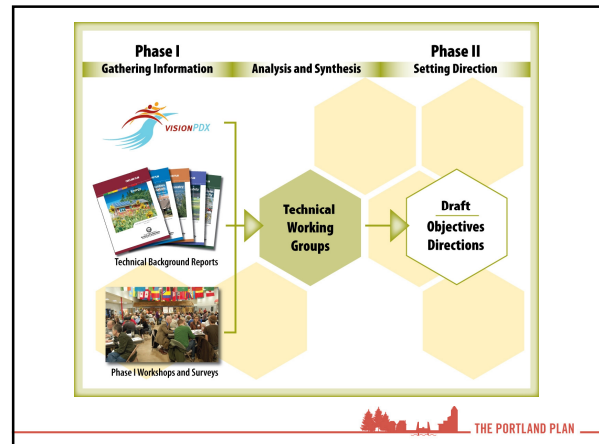 Phase I
Gathering Information
Analysis and Synthesis
Phase II
Setting Direction
VISIONPDX
Technical Background Reports
Phase I Workshops and Surveys
Technical
Working
Groups
Draft
Objectives
Directions
THE PORTLAND PLAN